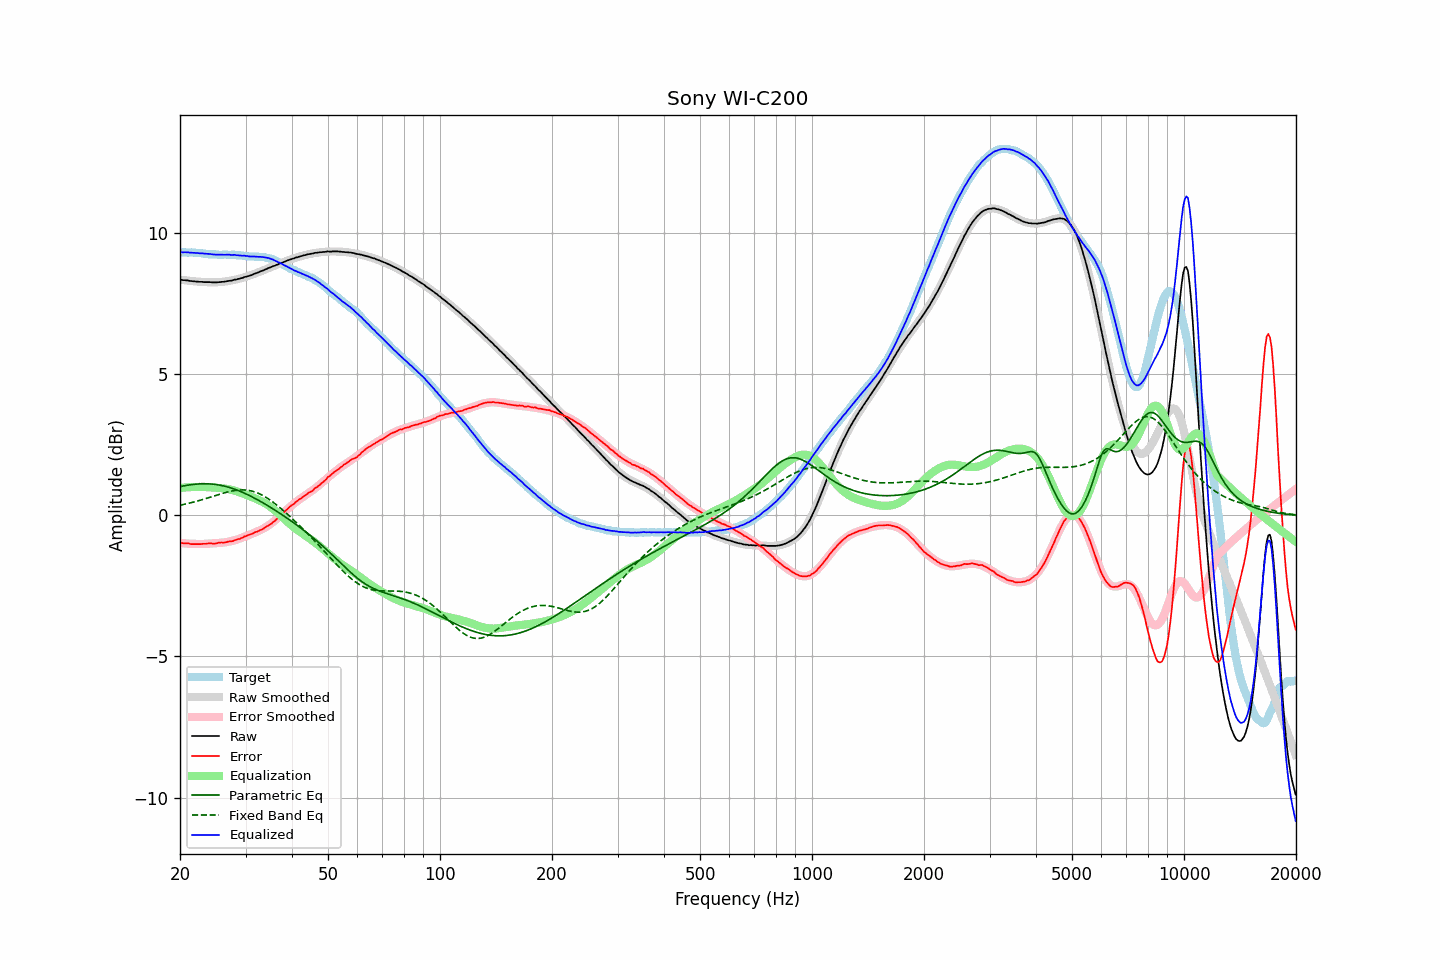 Sony WI-C200
Amplitude (dBr)
10
5
0
−5
−10
Target
Raw Smoothed
Error Smoothed
Raw
Error
Equalization
Parametric Eq
Fixed Band Eq
Equalized
20 50 100 200 500 1000 2000 5000 10000 20000
Frequency (Hz)